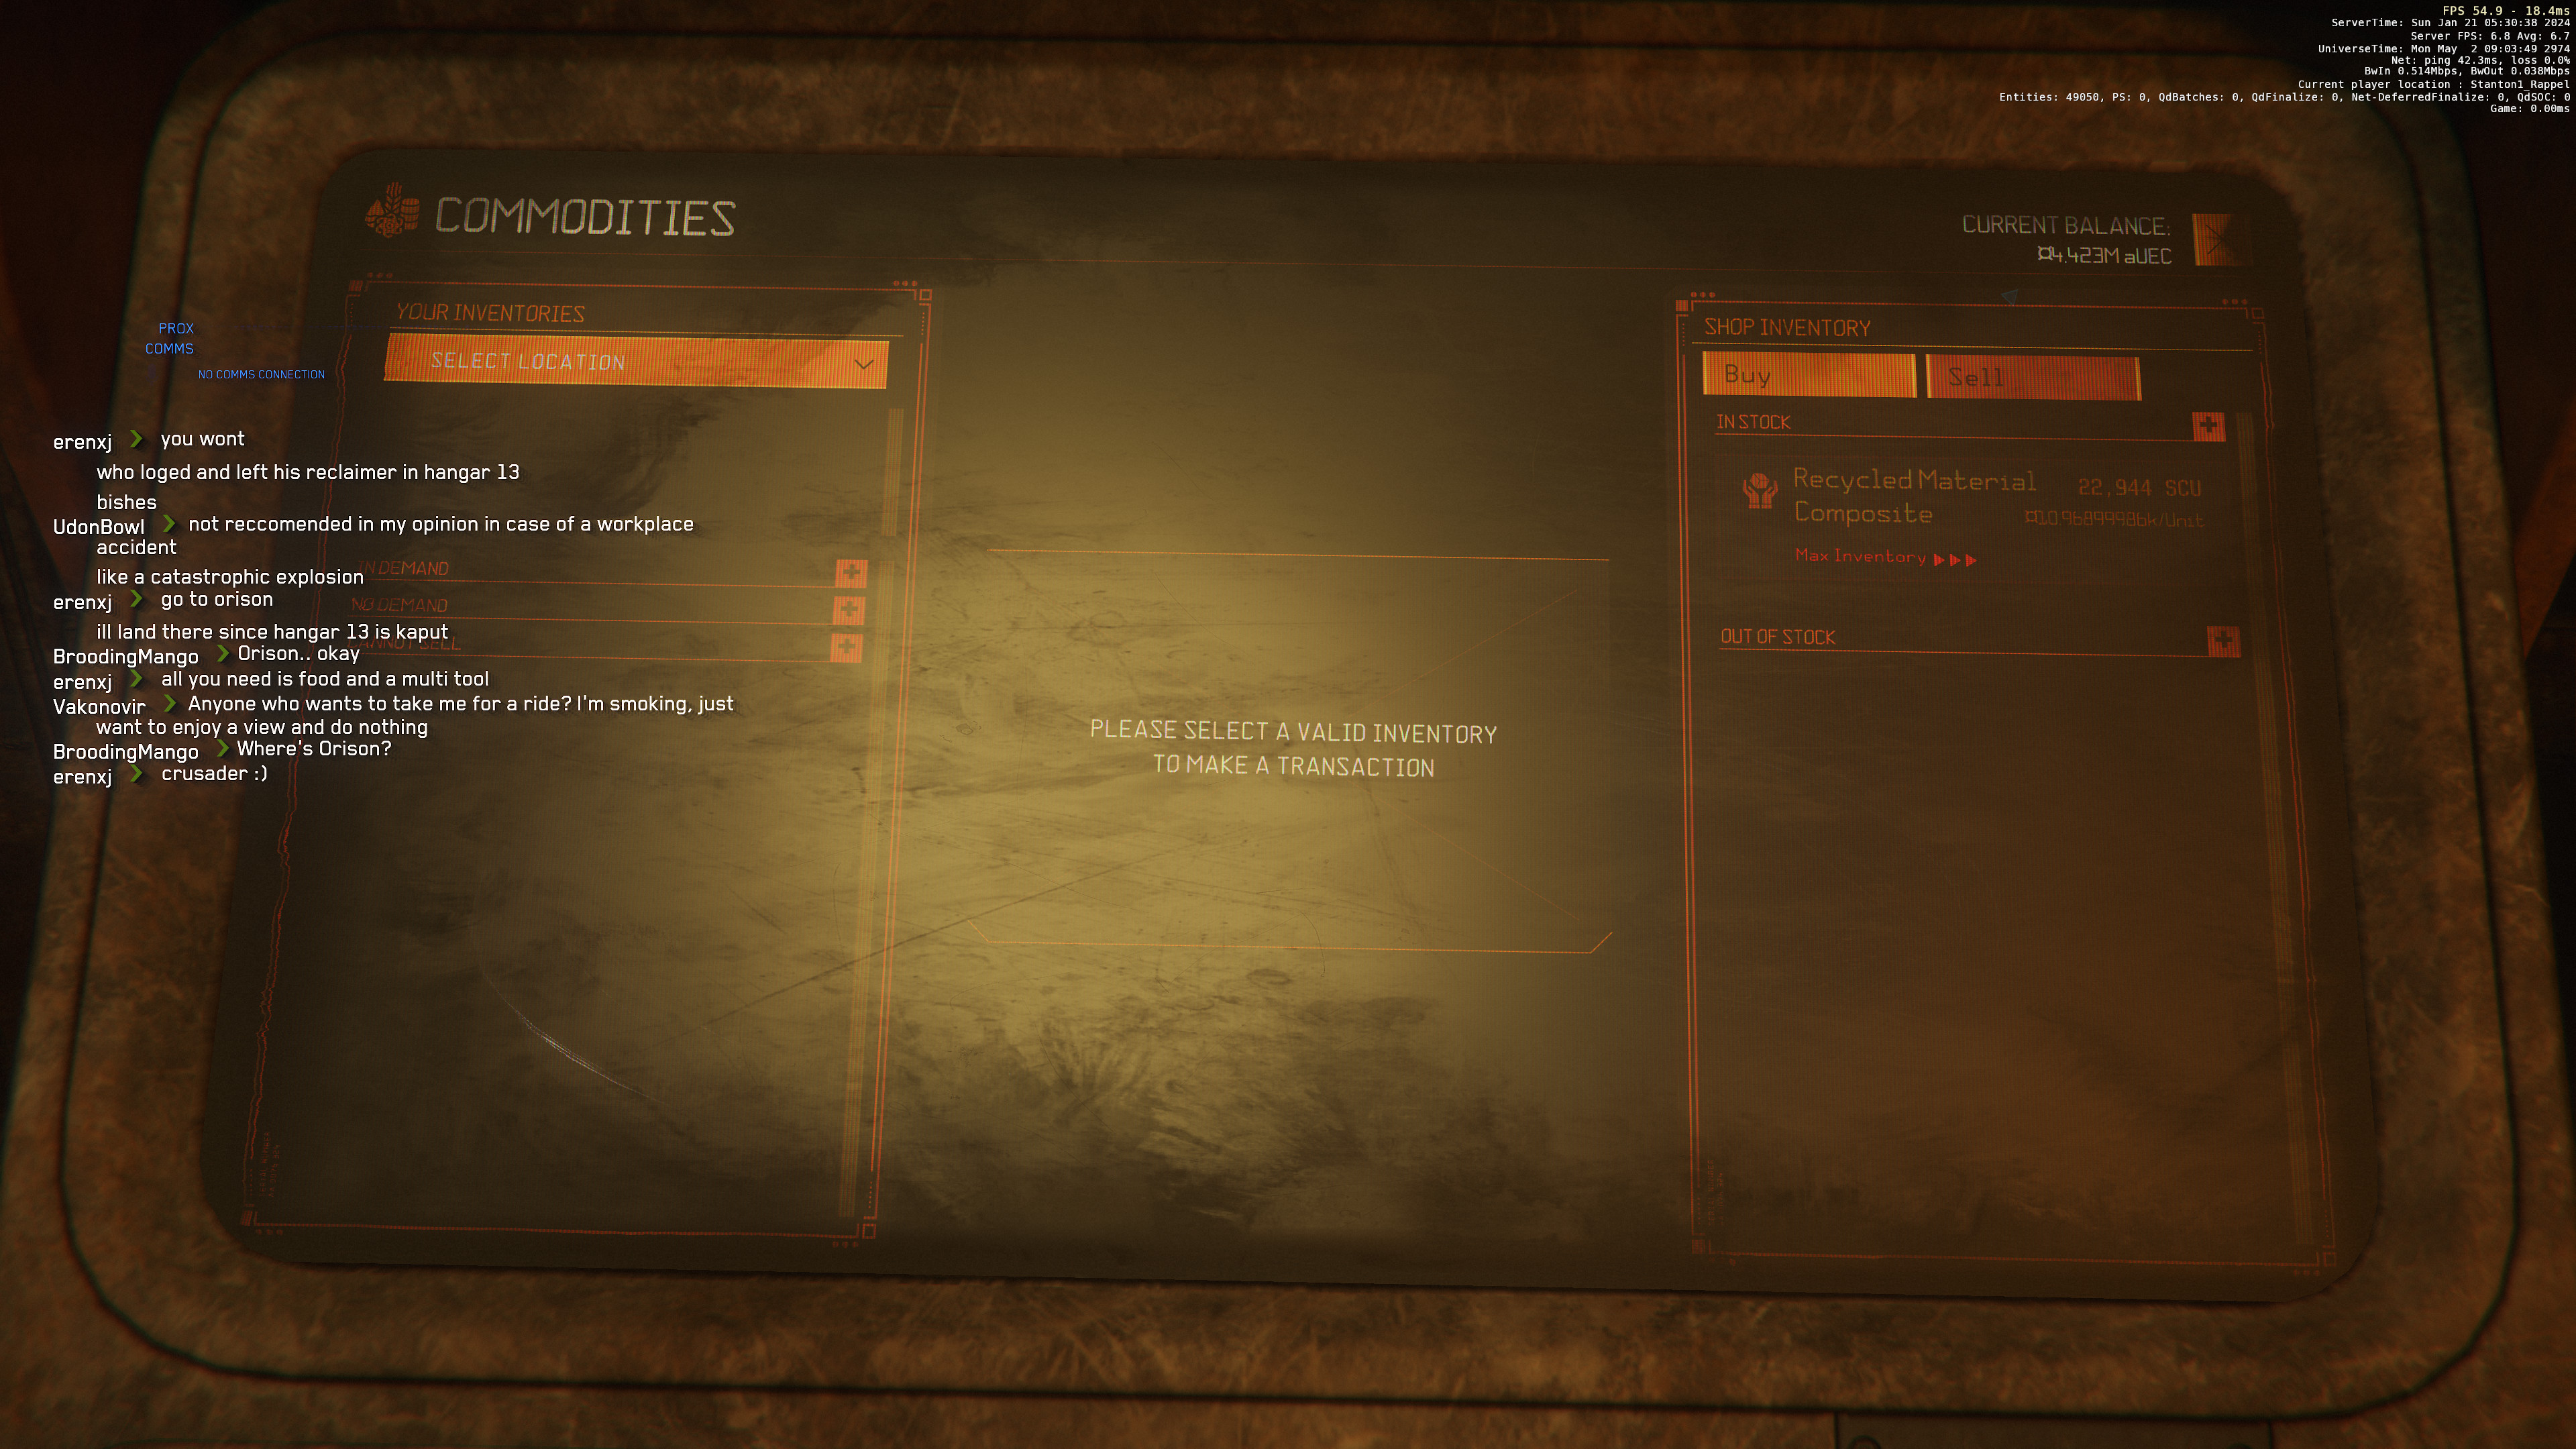 FPS 54.9 - 18.4ms
ServerTime: Sun Jan 21 05:30:38 2024
Server FPS: 6.8 Avg: 6.7
UniverseTime: Mon May  2 09:03:49 2974
Net: ping 42.3ms, loss 0.0%
BwIn 0.514Mbps, BwOut 0.038Mbps
Current player location : Stanton1_Rappel
Entities: 49050, PS: 0, QdBatches: 0, QdFinalize: 0, Net-DeferredFinalize: 0, QdSOC: 0
Game: 0.00ms
COMMODITIES
CURRENT BALANCE:
¤4.423M aUEC
YOUR INVENTORIES
SELECT LOCATION
PROX
COMMS
NO COMMS CONNECTION
erenxj > you wont
who loged and left his reclaimer in hangar 13
bishes
UdonBowl > not reccomended in my opinion in case of a workplace
accident
like a catastrophic explosion
erenxj > go to orison
ill land there since hangar 13 is kaput
BroodingMango > Orison.. okay
erenxj > all you need is food and a multi tool
Vakonovir > Anyone who wants to take me for a ride? I'm smoking, just
want to enjoy a view and do nothing
BroodingMango > Where's Orison?
erenxj > crusader :)
IN DEMAND
NO DEMAND
CANNOT SELL
PLEASE SELECT A VALID INVENTORY
TO MAKE A TRANSACTION
SHOP INVENTORY
Buy
Sell
IN STOCK
Recycled Material
Composite
22,944 SCU
Max Inventory
OUT OF STOCK